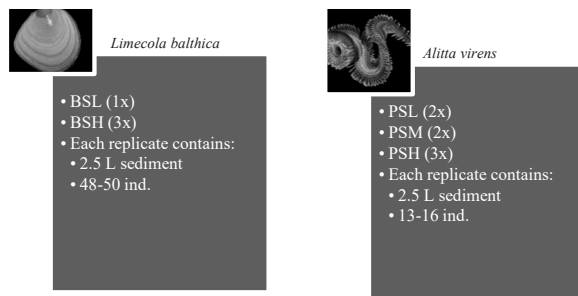 Limecola balthica
• BSL (1x)
• BSH (3x)
• Each replicate contains:
• 2.5 L sediment
• 48-50 ind.
Alitta virens
• PSL (2x)
• PSM (2x)
• PSH (3x)
• Each replicate contains:
• 2.5 L sediment
• 13-16 ind.